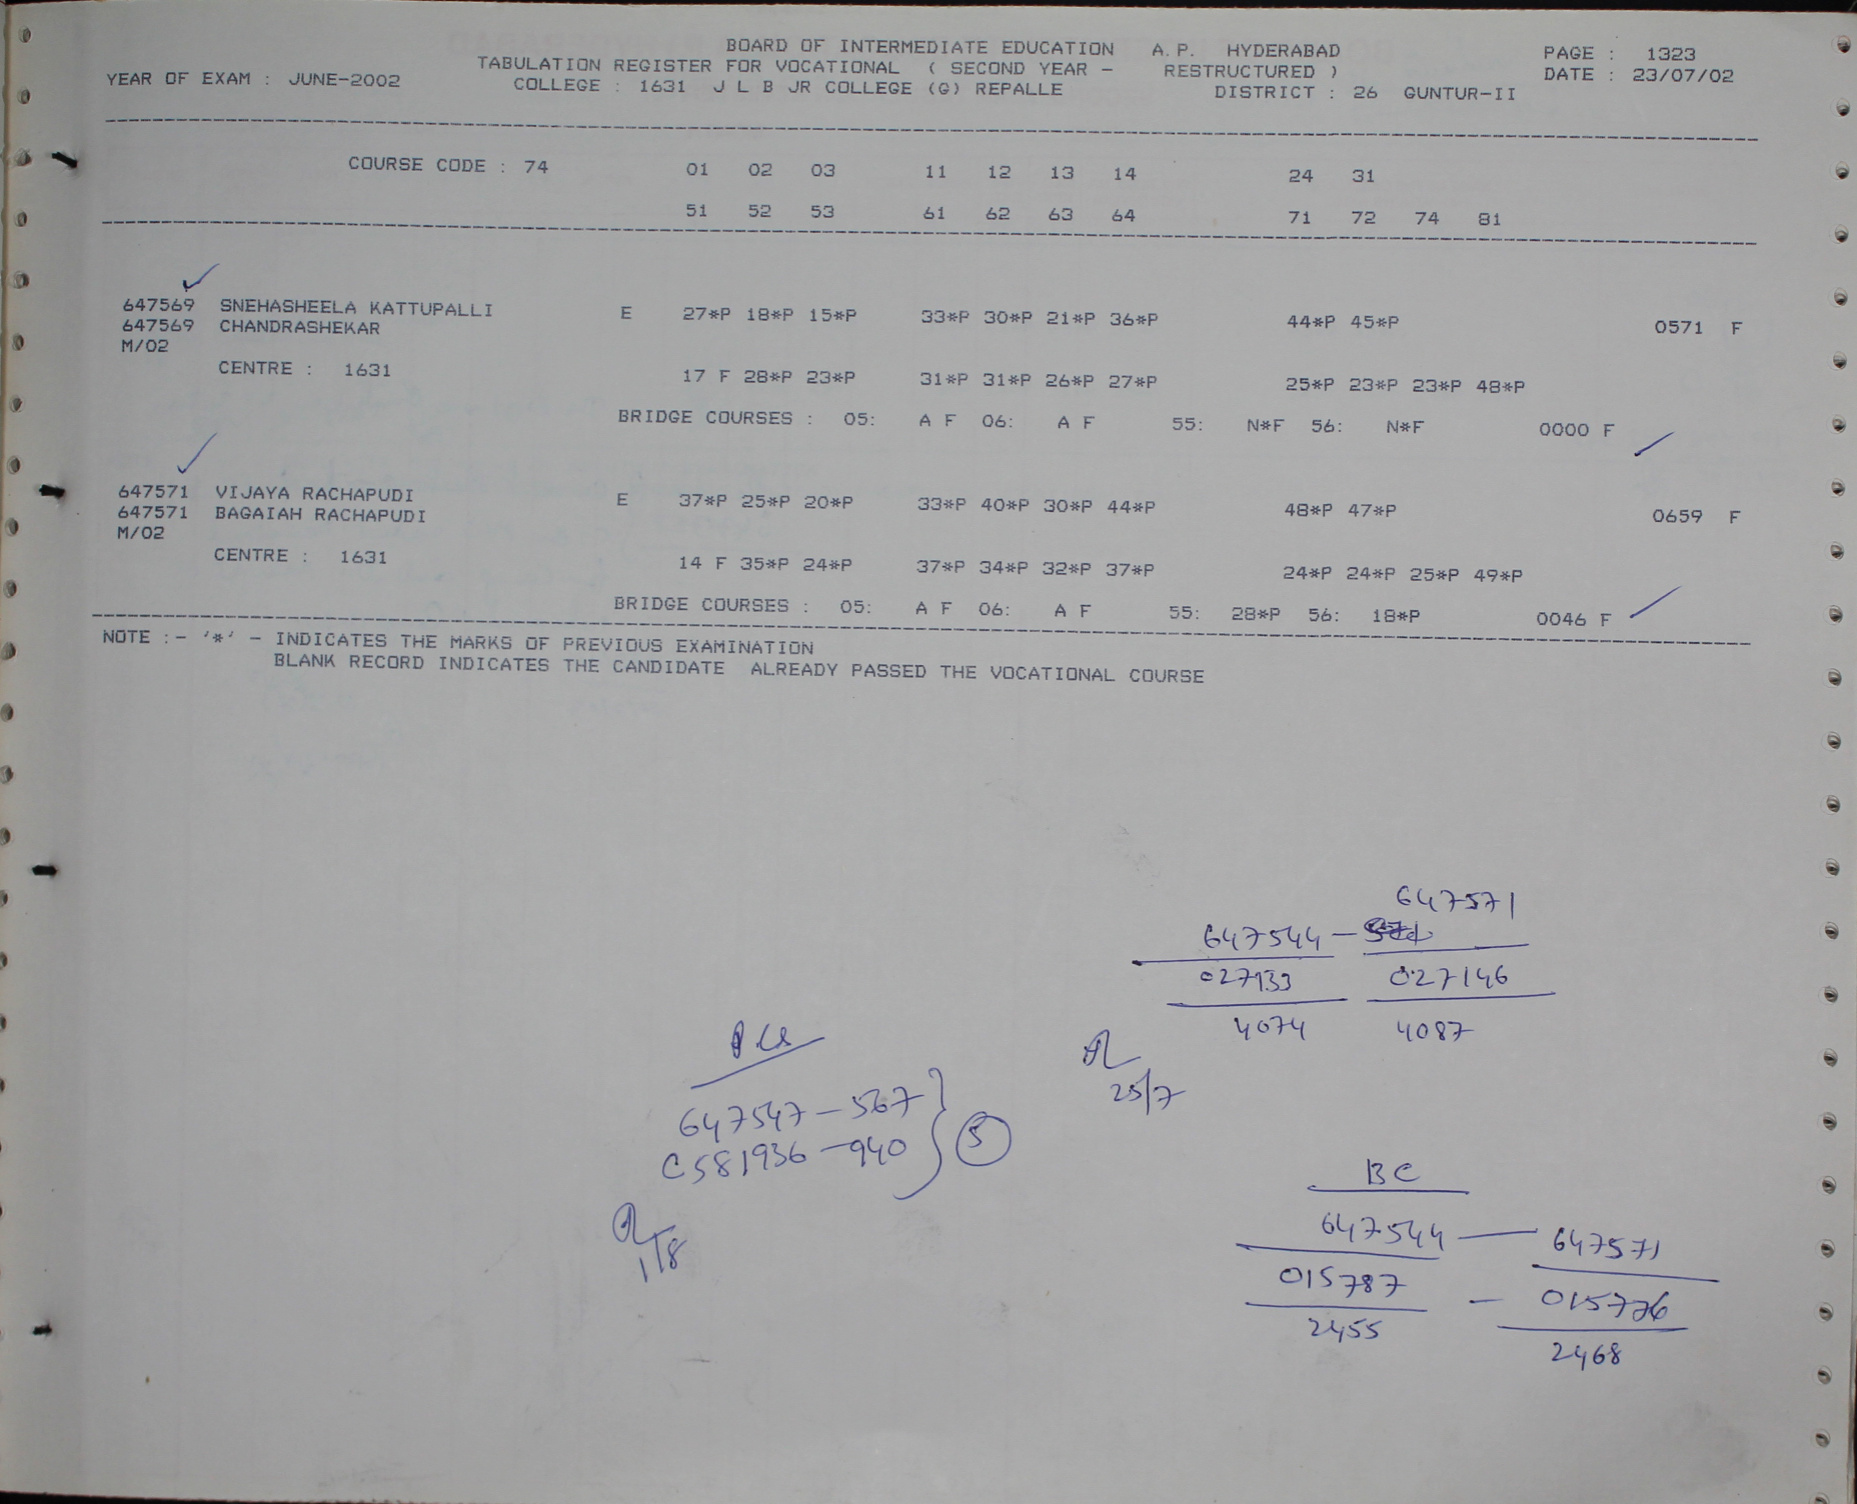 BOARD OF INTERMEDIATE EDUCATION A.P. HYDERABAD
PAGE : 1323
TABULATION REGISTER FOR VOCATIONAL ( SECOND YEAR - RESTRUCTURED )
DATE : 23/07/02
YEAR OF EXAM : JUNE-2002 COLLEGE : 1631 J L B JR COLLEGE (G) REPALLE DISTRICT : 26 GUNTUR-II
COURSE CODE : 74 01 02 03 11 12 13 14 24 31
51 52 53 61 62 63 64 71 72 74 81
647569 SNEHASHEELA KATTUPALLI E 27*P 18*P 15*P 33*P 30*P 21*P 36*P 44*P 45*P 0571 F
647569 CHANDRASHEKAR
M/02
CENTRE : 1631 17 F 28*P 23*P 31*P 31*P 26*P 27*P 25*P 23*P 23*P 48*P
BRIDGE COURSES : 05: A F 06: A F 55: N*F 56: N*F 0000 F
647571 VIJAYA RACHAPUDI E 37*P 25*P 20*P 33*P 40*P 30*P 44*P 48*P 47*P 0659 F
647571 BAGAIAH RACHAPUDI
M/02
CENTRE : 1631 14 F 35*P 24*P 37*P 34*P 32*P 37*P 24*P 24*P 25*P 49*P
BRIDGE COURSES : 05: A F 06: A F 55: 28*P 56: 18*P 0046 F
NOTE :- '*' - INDICATES THE MARKS OF PREVIOUS EXAMINATION
BLANK RECORD INDICATES THE CANDIDATE ALREADY PASSED THE VOCATIONAL COURSE
647571
647544 -
027133 027146
4074 4087
25/7
647547 - 567
C581936 - 940
5
1/8
BC
647544 - 647571
015787 -
2455 2468